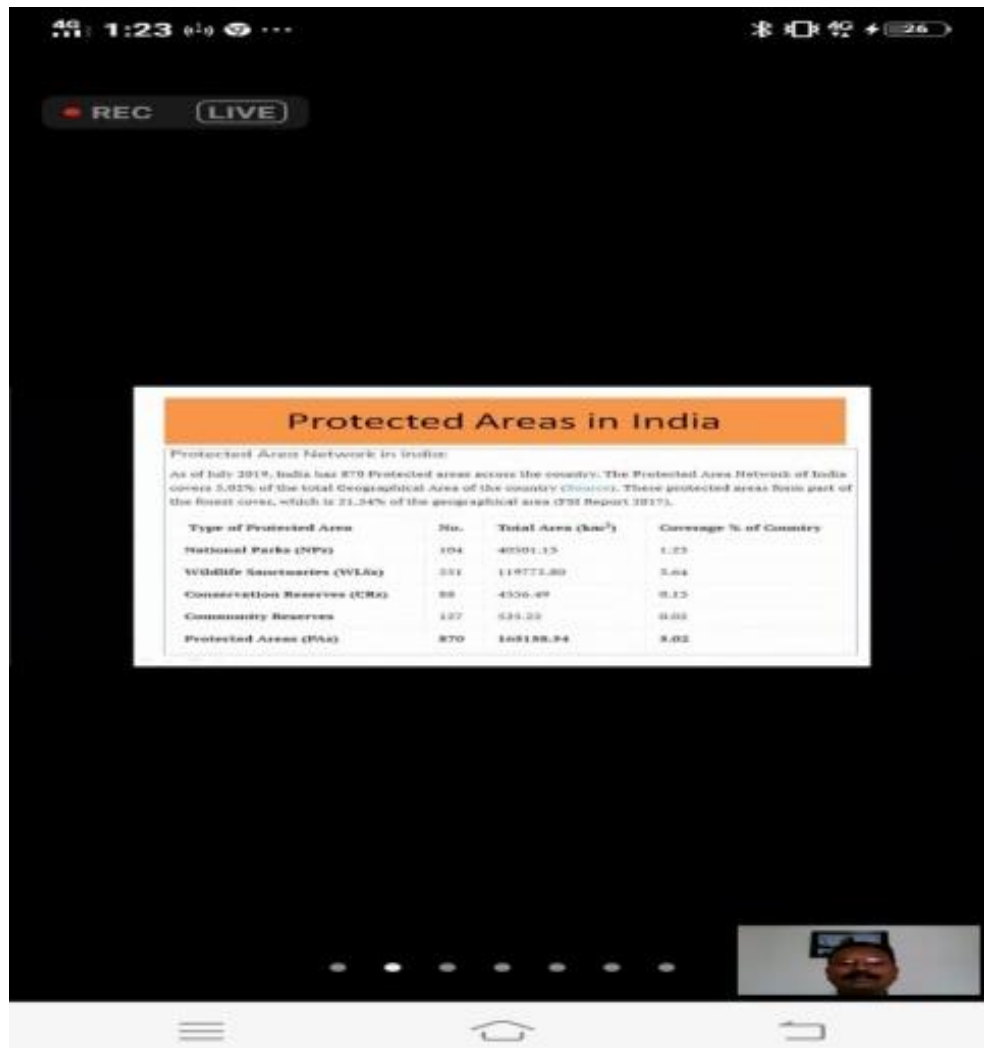 4G 1:23 ...
4G 26
REC LIVE
Protected Areas in India
Protected Area Network in India:
As of July 2019, India has 870 Protected areas across the country. The Protected Area Network of India
covers 5.02% of the total Geographical Area of the country (Source). These protected areas form part of
the forest cover, which is 21.54% of the geographical area (FSI Report 2017).
Type of Protected Area No. Total Area (km²) Coverage % of Country
National Parks (NPs) 104 40501.13 1.23
Wildlife Sanctuaries (WLSs) 551 119775.80 3.64
Conservation Reserves (CRs) 88 4356.49 0.13
Community Reserves 127 525.22 0.02
Protected Areas (PAs) 870 165158.94 5.02